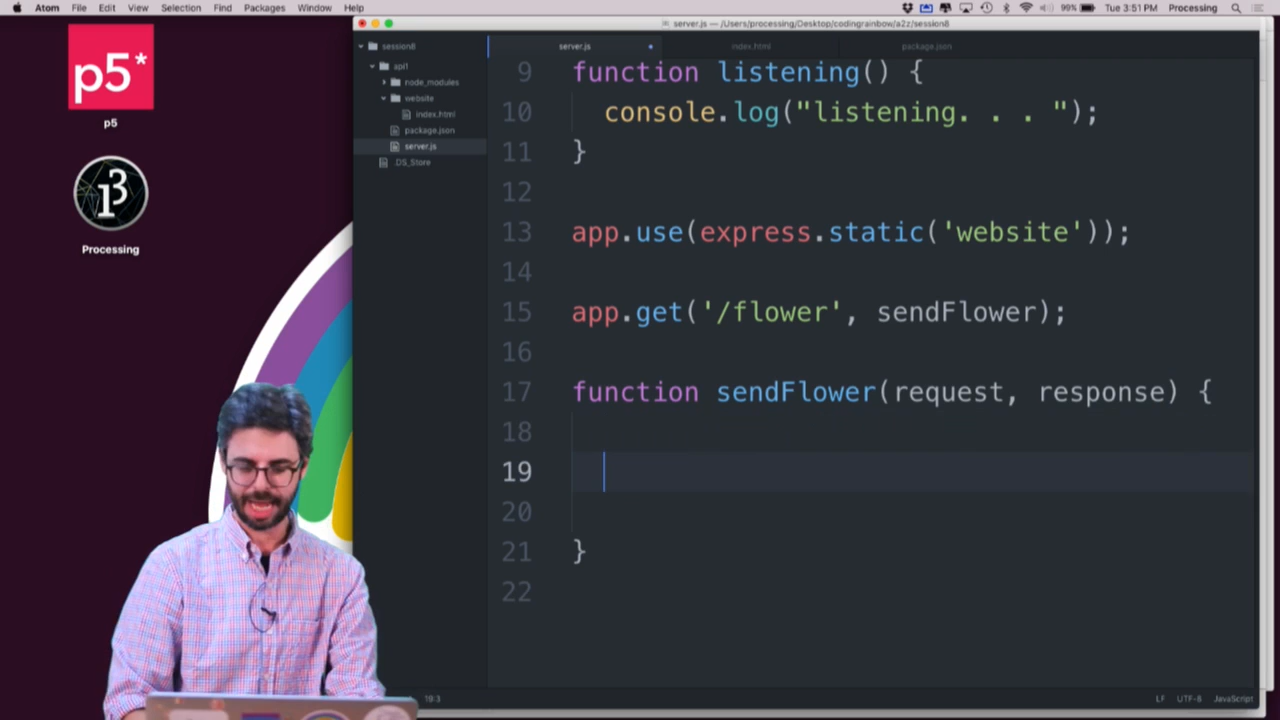 Atom File Edit View Selection Find Packages Window Help 99% Tue 3:51 PM Processing
server.js — /Users/processing/Desktop/codingrainbow/a2z/session8
p5*
p5
Processing
session8
api1
node_modules
website
index.html
package.json
server.js
.DS_Store
server.js index.html package.json
9 function listening() {
10 console.log("listening. . . ");
11 }
12
13 app.use(express.static('website'));
14
15 app.get('/flower', sendFlower);
16
17 function sendFlower(request, response) {
18
19
20
21 }
22
19:3 LF UTF-8 JavaScript